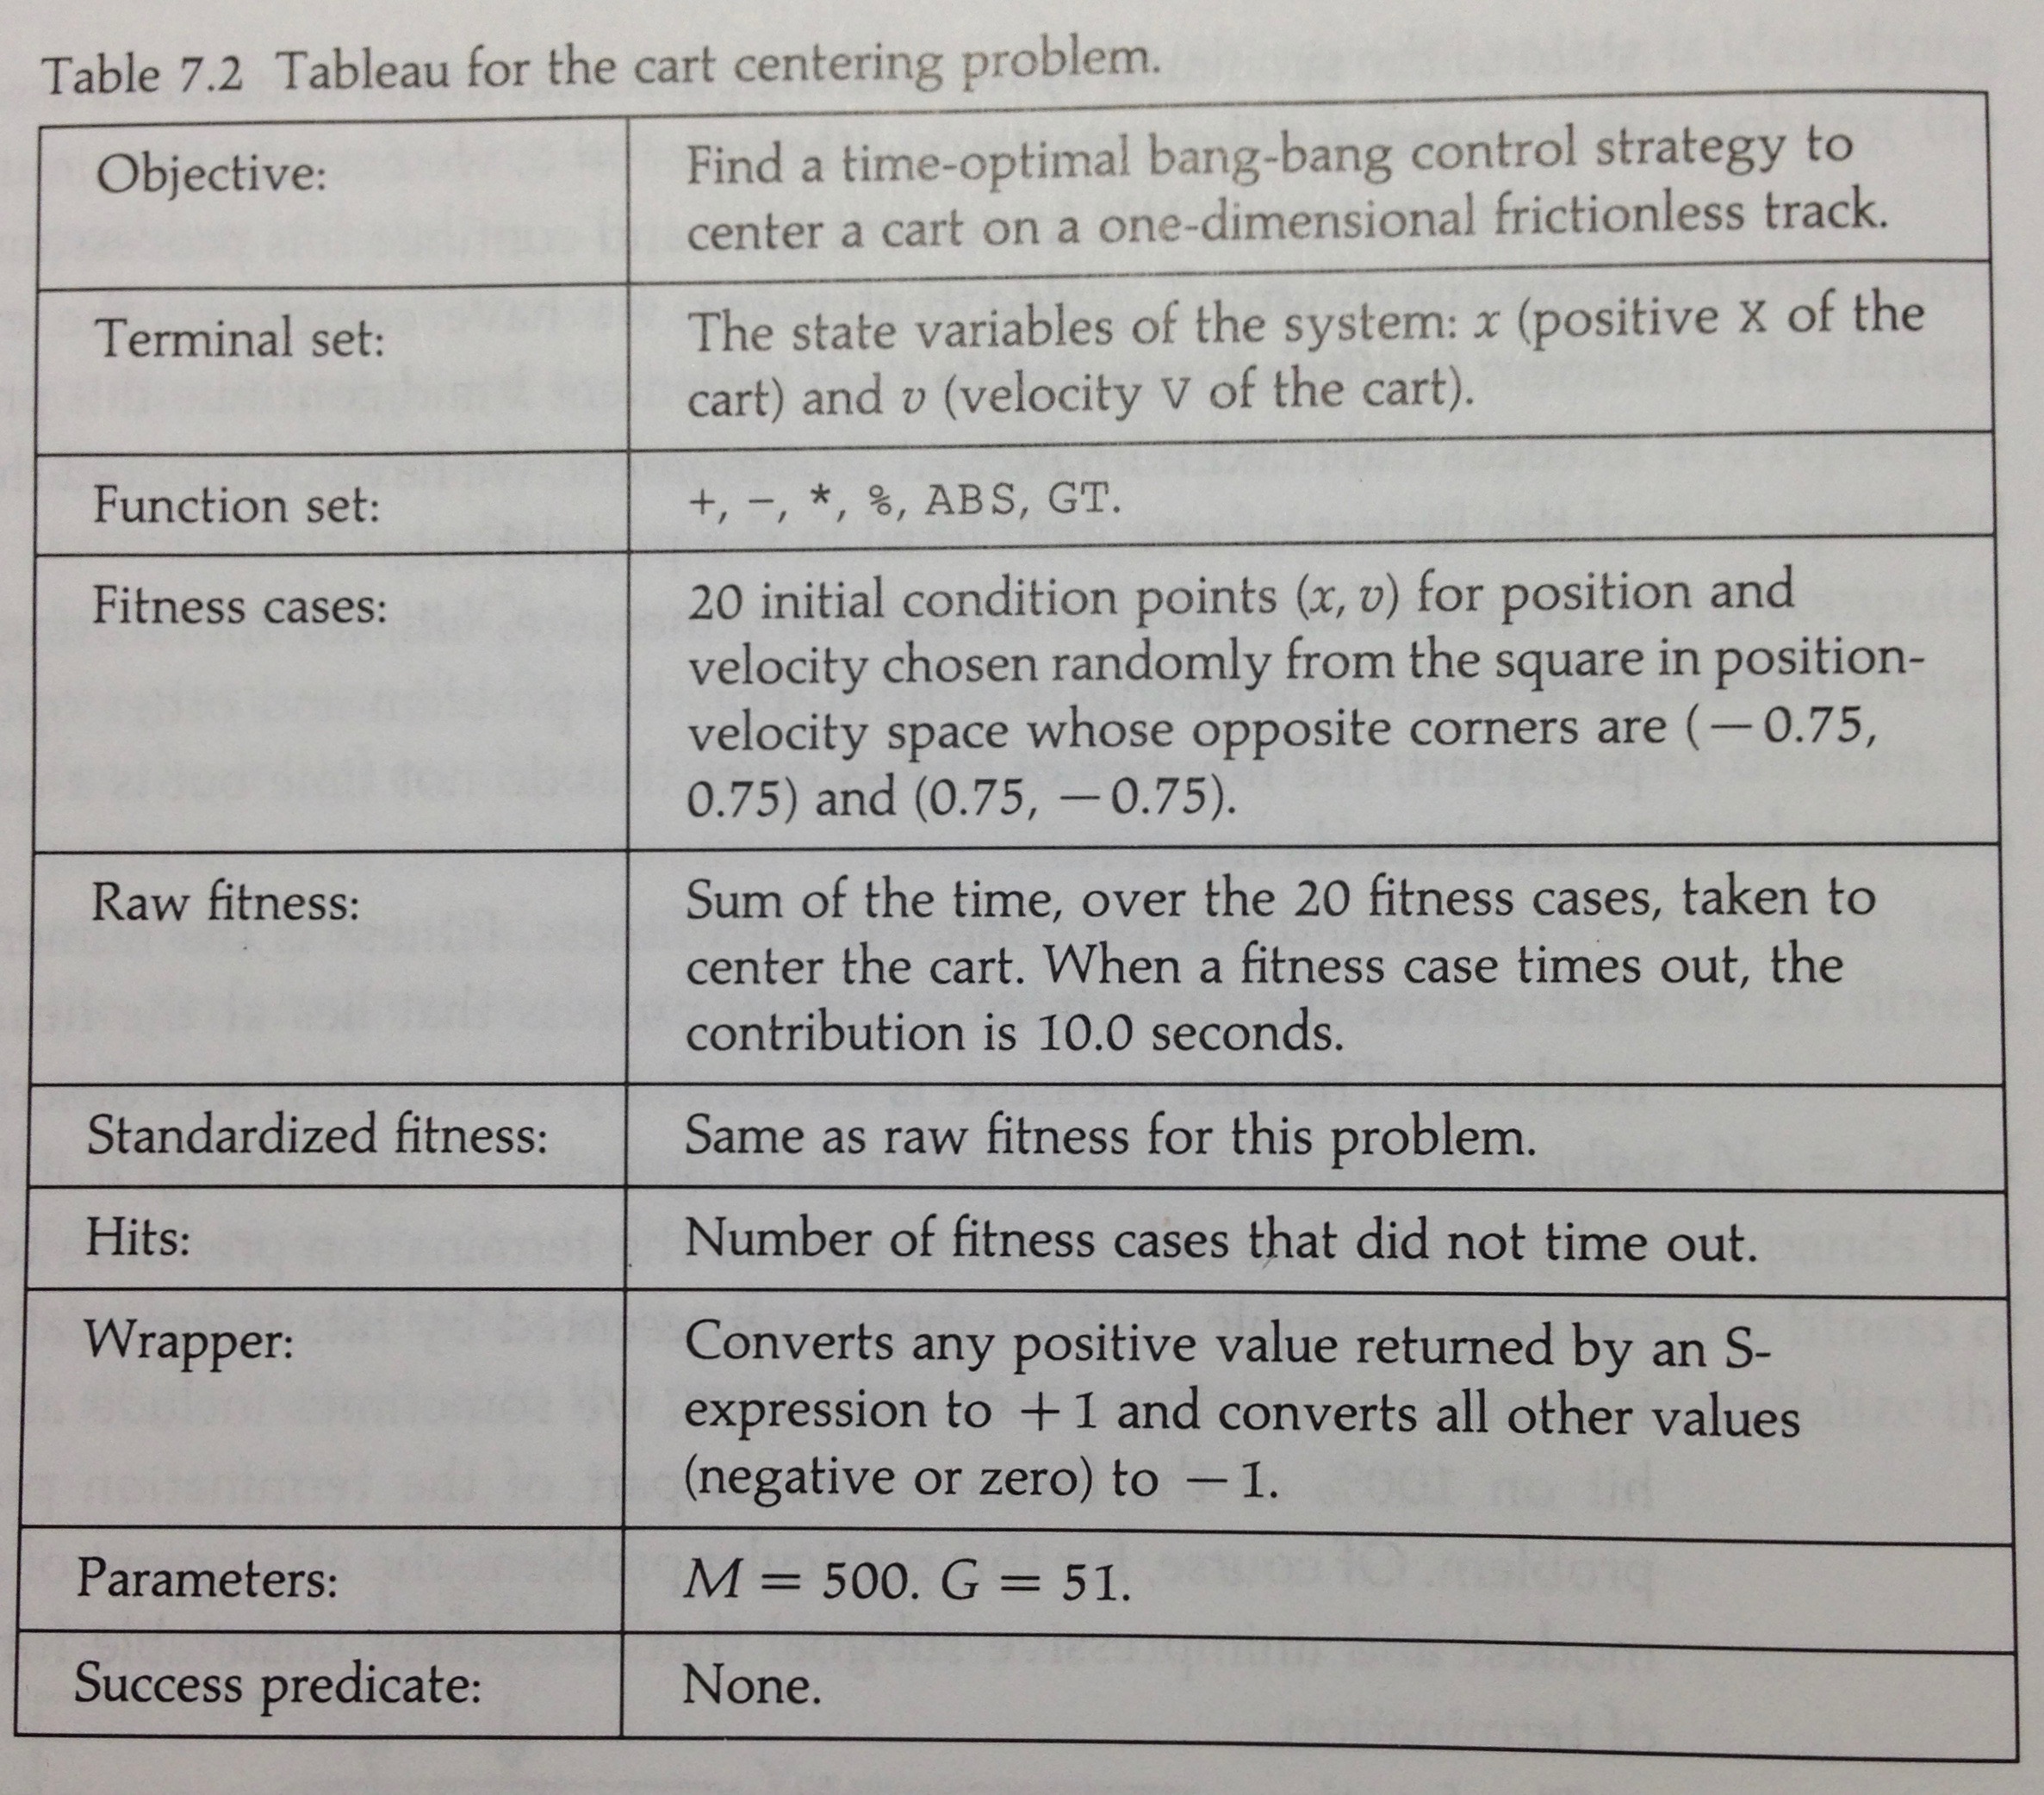 Table 7.2 Tableau for the cart centering problem.
Objective:
Find a time-optimal bang-bang control strategy to
center a cart on a one-dimensional frictionless track.
Terminal set:
The state variables of the system: x (positive X of the
cart) and v (velocity V of the cart).
Function set:
+, −, *, %, ABS, GT.
Fitness cases:
20 initial condition points (x, v) for position and
velocity chosen randomly from the square in position-
velocity space whose opposite corners are (−0.75,
0.75) and (0.75, −0.75).
Raw fitness:
Sum of the time, over the 20 fitness cases, taken to
center the cart. When a fitness case times out, the
contribution is 10.0 seconds.
Standardized fitness:
Same as raw fitness for this problem.
Hits:
Number of fitness cases that did not time out.
Wrapper:
Converts any positive value returned by an S-
expression to +1 and converts all other values
(negative or zero) to −1.
Parameters:
M = 500. G = 51.
Success predicate:
None.